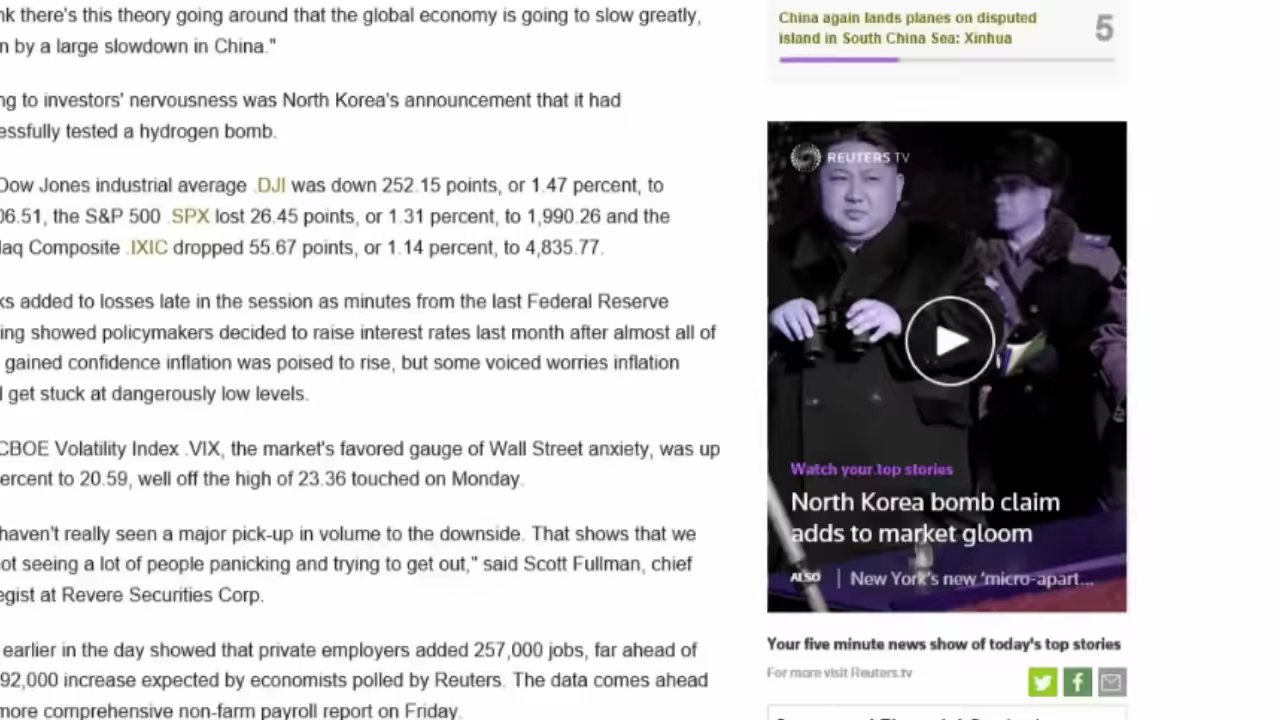 nk there's this theory going around that the global economy is going to slow greatly,
n by a large slowdown in China."
ng to investors' nervousness was North Korea's announcement that it had
essfully tested a hydrogen bomb.
Dow Jones industrial average .DJI was down 252.15 points, or 1.47 percent, to
06.51, the S&P 500 .SPX lost 26.45 points, or 1.31 percent, to 1,990.26 and the
aq Composite .IXIC dropped 55.67 points, or 1.14 percent, to 4,835.77.
ks added to losses late in the session as minutes from the last Federal Reserve
ing showed policymakers decided to raise interest rates last month after almost all of
gained confidence inflation was poised to rise, but some voiced worries inflation
get stuck at dangerously low levels.
CBOE Volatility Index .VIX, the market's favored gauge of Wall Street anxiety, was up
ercent to 20.59, well off the high of 23.36 touched on Monday.
haven't really seen a major pick-up in volume to the downside. That shows that we
ot seeing a lot of people panicking and trying to get out," said Scott Fullman, chief
egist at Revere Securities Corp.
earlier in the day showed that private employers added 257,000 jobs, far ahead of
92,000 increase expected by economists polled by Reuters. The data comes ahead
more comprehensive non-farm payroll report on Friday.
China again lands planes on disputed
island in South China Sea: Xinhua
5
REUTERS TV
Watch your top stories
North Korea bomb claim
adds to market gloom
ALSO | New York's new 'micro-apart...
Your five minute news show of today's top stories
For more visit Reuters.tv